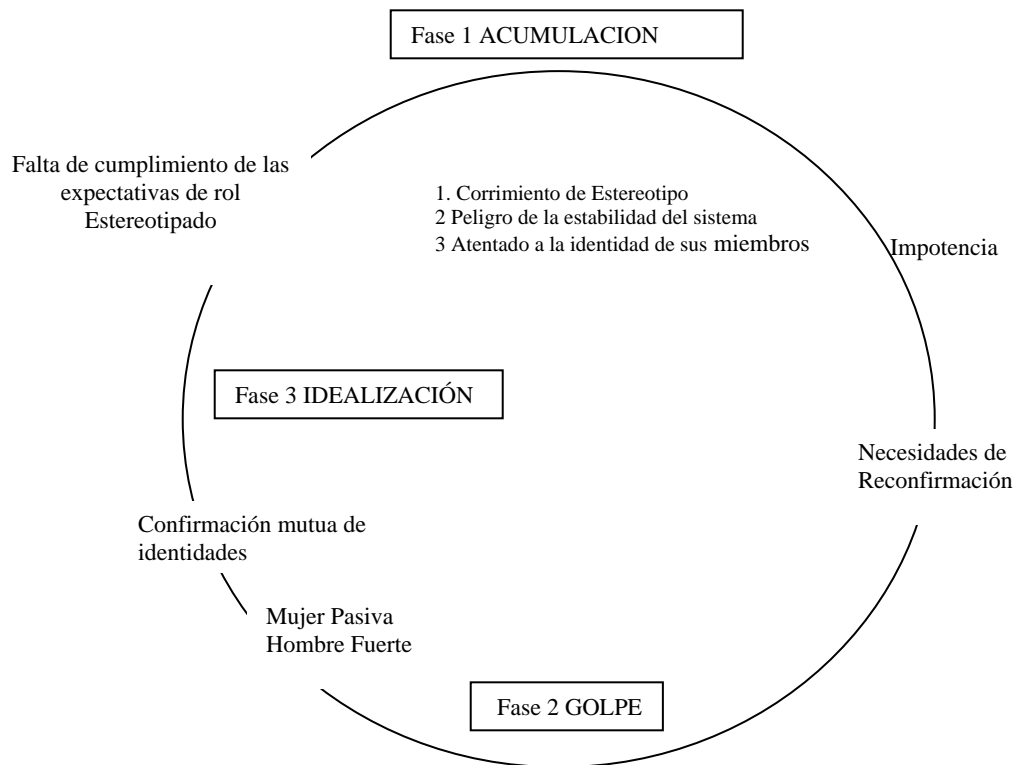 Fase 1 ACUMULACION
Falta de cumplimiento de las
expectativas de rol
Estereotipado
1. Corrimiento de Estereotipo
2 Peligro de la estabilidad del sistema
3 Atentado a la identidad de sus miembros
Impotencia
Fase 3 IDEALIZACIÓN
Necesidades de
Reconfirmación
Confirmación mutua de
identidades
Mujer Pasiva
Hombre Fuerte
Fase 2 GOLPE